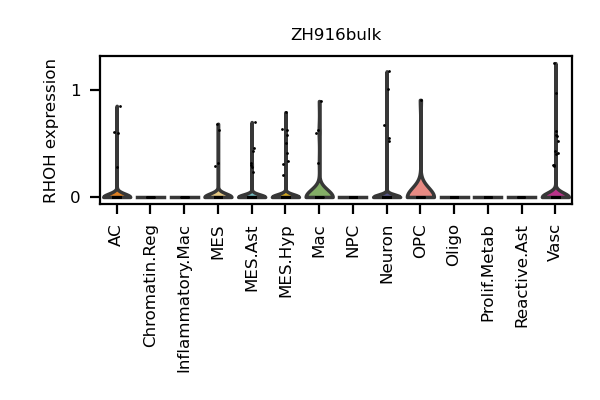 ZH916bulk
RHOH expression
1
0
AC
Chromatin.Reg
Inflammatory.Mac
MES
MES.Ast
MES.Hyp
Mac
NPC
Neuron
OPC
Oligo
Prolif.Metab
Reactive.Ast
Vasc